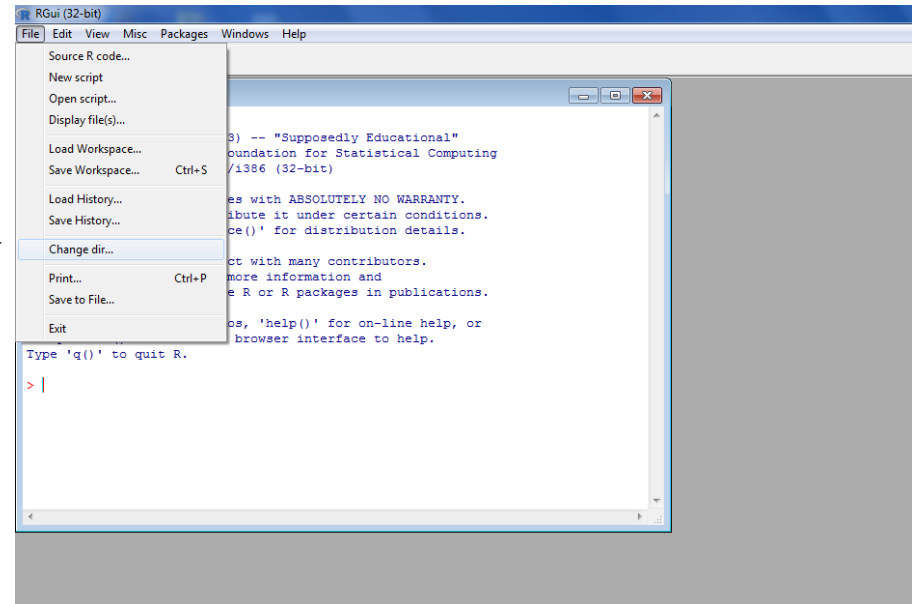 RGui (32-bit)
File Edit View Misc Packages Windows Help
Source R code...
New script
Open script...
Display file(s)...
Load Workspace...
Save Workspace... Ctrl+S
Load History...
Save History...
Change dir...
Print... Ctrl+P
Save to File...
Exit
3) -- "Supposedly Educational"
oundation for Statistical Computing
/i386 (32-bit)
es with ABSOLUTELY NO WARRANTY.
ibute it under certain conditions.
ce()' for distribution details.
ct with many contributors.
more information and
e R or R packages in publications.
os, 'help()' for on-line help, or
browser interface to help.
Type 'q()' to quit R.
>